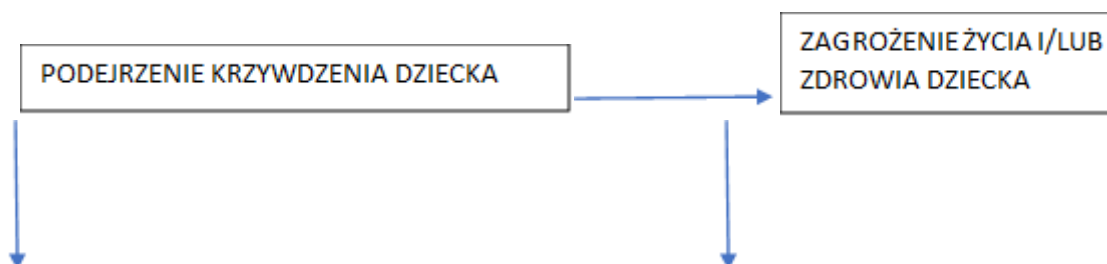 PODEJRZENIE KRZYWDZENIA DZIECKA
ZAGROŻENIE ŻYCIA I/LUB
ZDROWIA DZIECKA